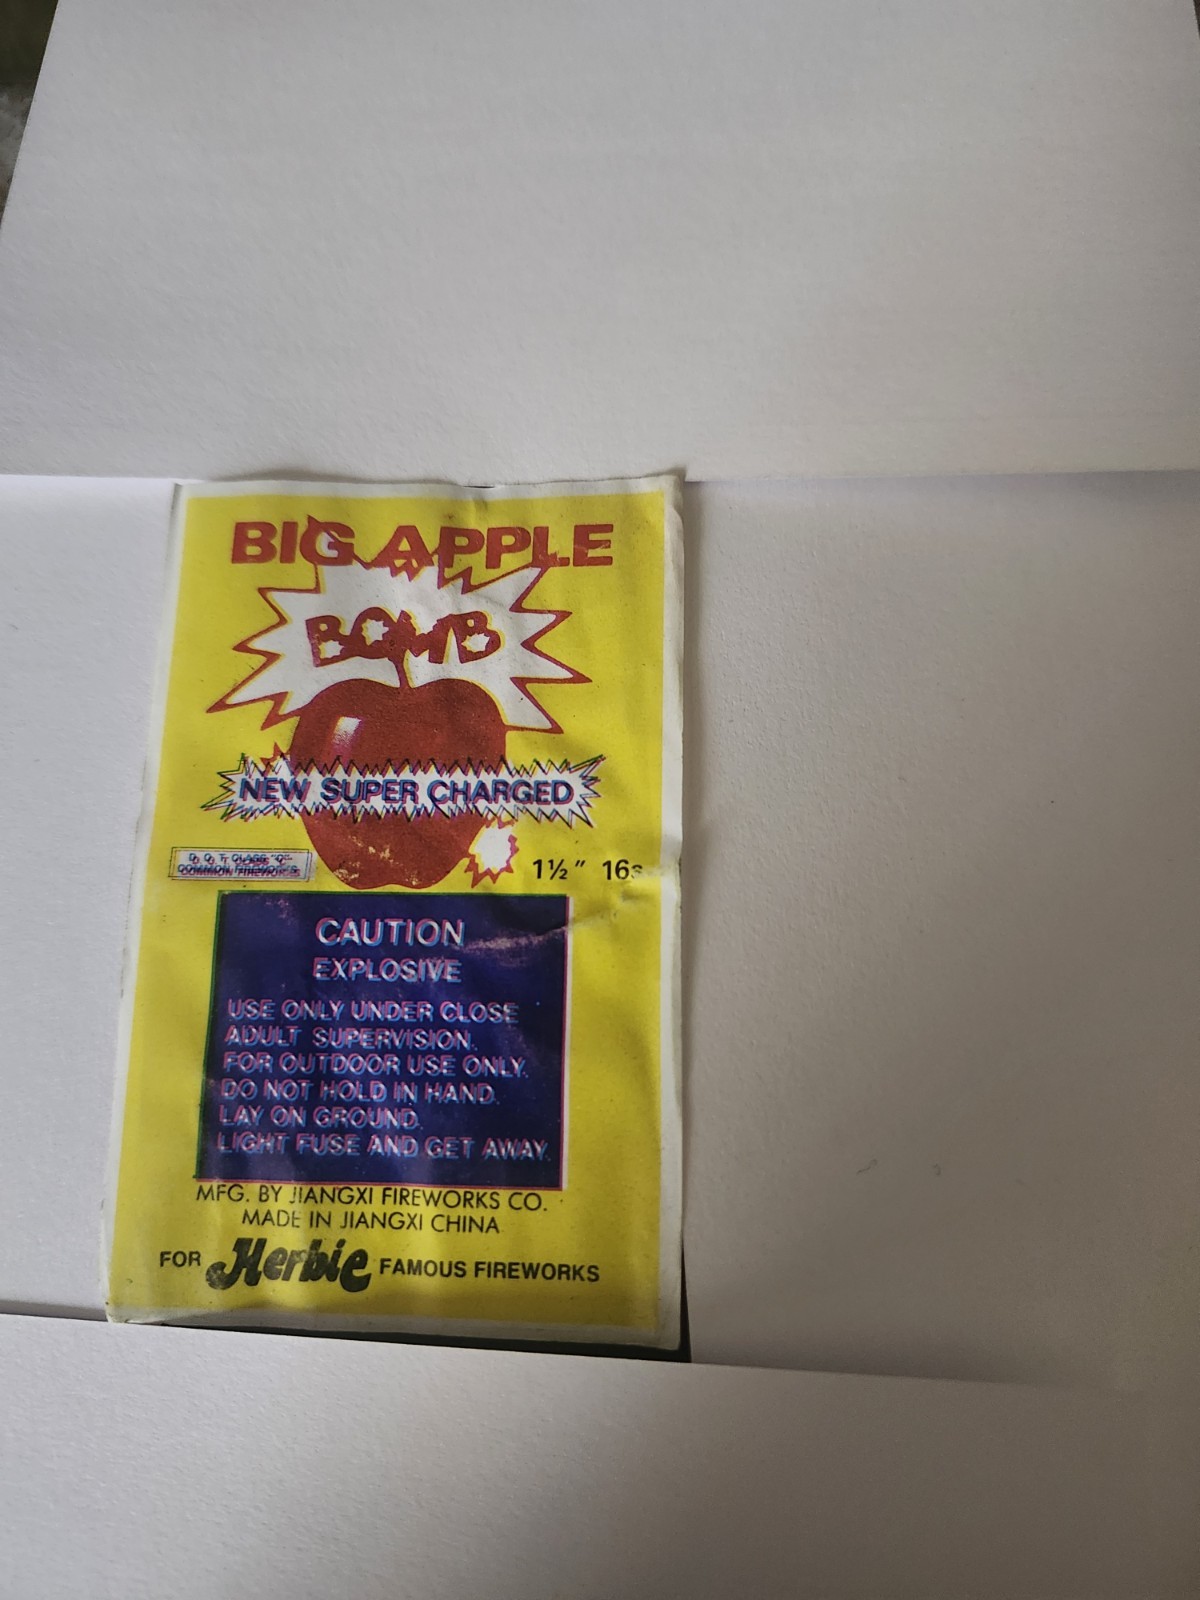 BIG APPLE
BOMB
NEW SUPER CHARGED
D.O.T. CLASS "C"
COMMON FIREWORKS
1½" 16s
CAUTION
EXPLOSIVE
USE ONLY UNDER CLOSE
ADULT SUPERVISION.
FOR OUTDOOR USE ONLY.
DO NOT HOLD IN HAND.
LAY ON GROUND.
LIGHT FUSE AND GET AWAY.
MFG. BY JIANGXI FIREWORKS CO.
MADE IN JIANGXI CHINA
FOR Herbie FAMOUS FIREWORKS